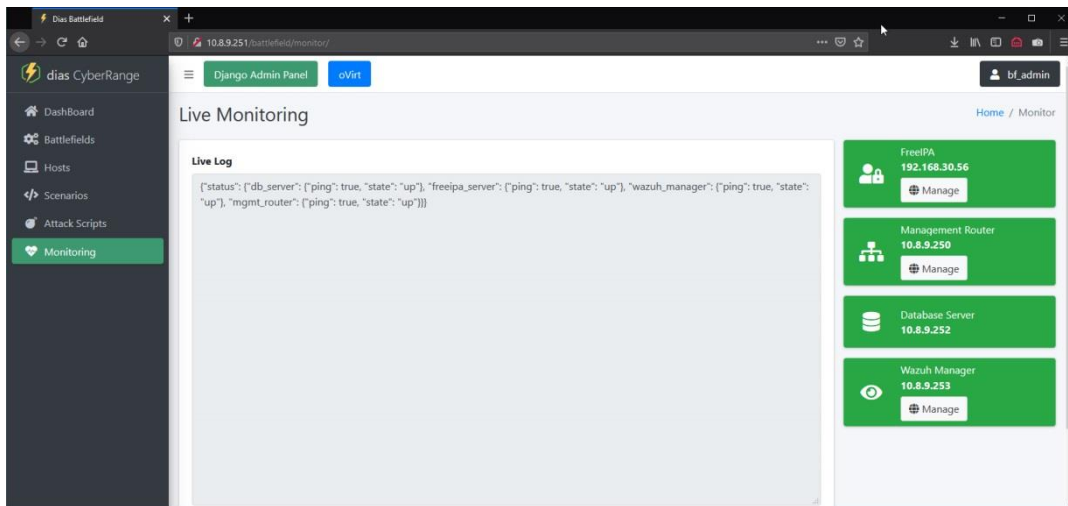 Dias Battlefield
10.8.9.251/battlefield/monitor/
dias CyberRange
Django Admin Panel
oVirt
bf_admin
DashBoard
Battlefields
Hosts
Scenarios
Attack Scripts
Monitoring
Live Monitoring
Home / Monitor
Live Log
{"status": {"db_server": {"ping": true, "state": "up"}, "freeipa_server": {"ping": true, "state": "up"}, "wazuh_manager": {"ping": true, "state":
"up"}, "mgmt_router": {"ping": true, "state": "up"}}}
FreeIPA
192.168.30.56
Manage
Management Router
10.8.9.250
Manage
Database Server
10.8.9.252
Wazuh Manager
10.8.9.253
Manage